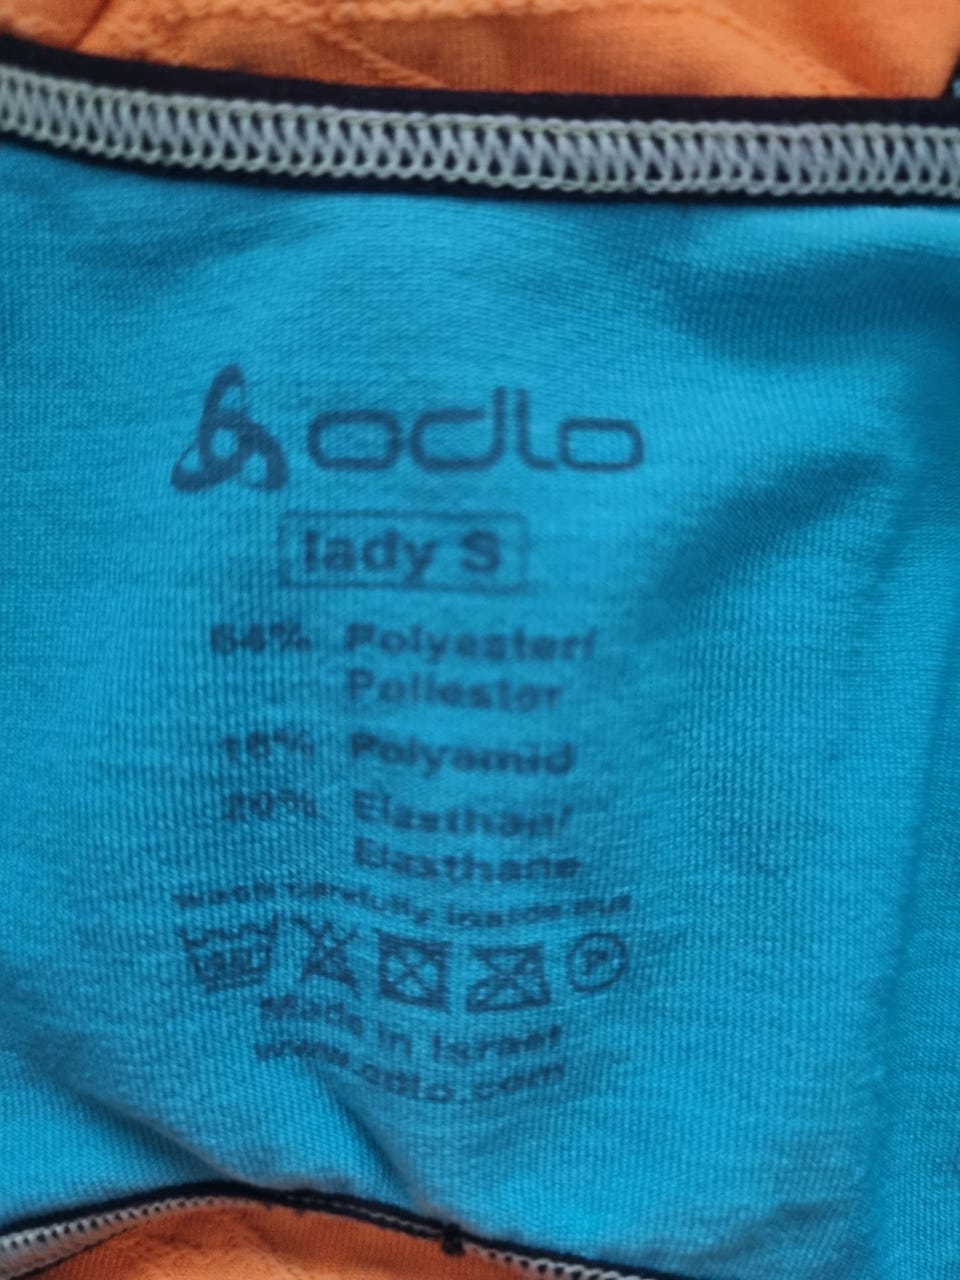 odlo
lady S
64% Polyester/
Poliester
16% Polyamid
20% Elasthan/
Elasthane
Wash carefully inside out
P
Made in Israel
www.odlo.com